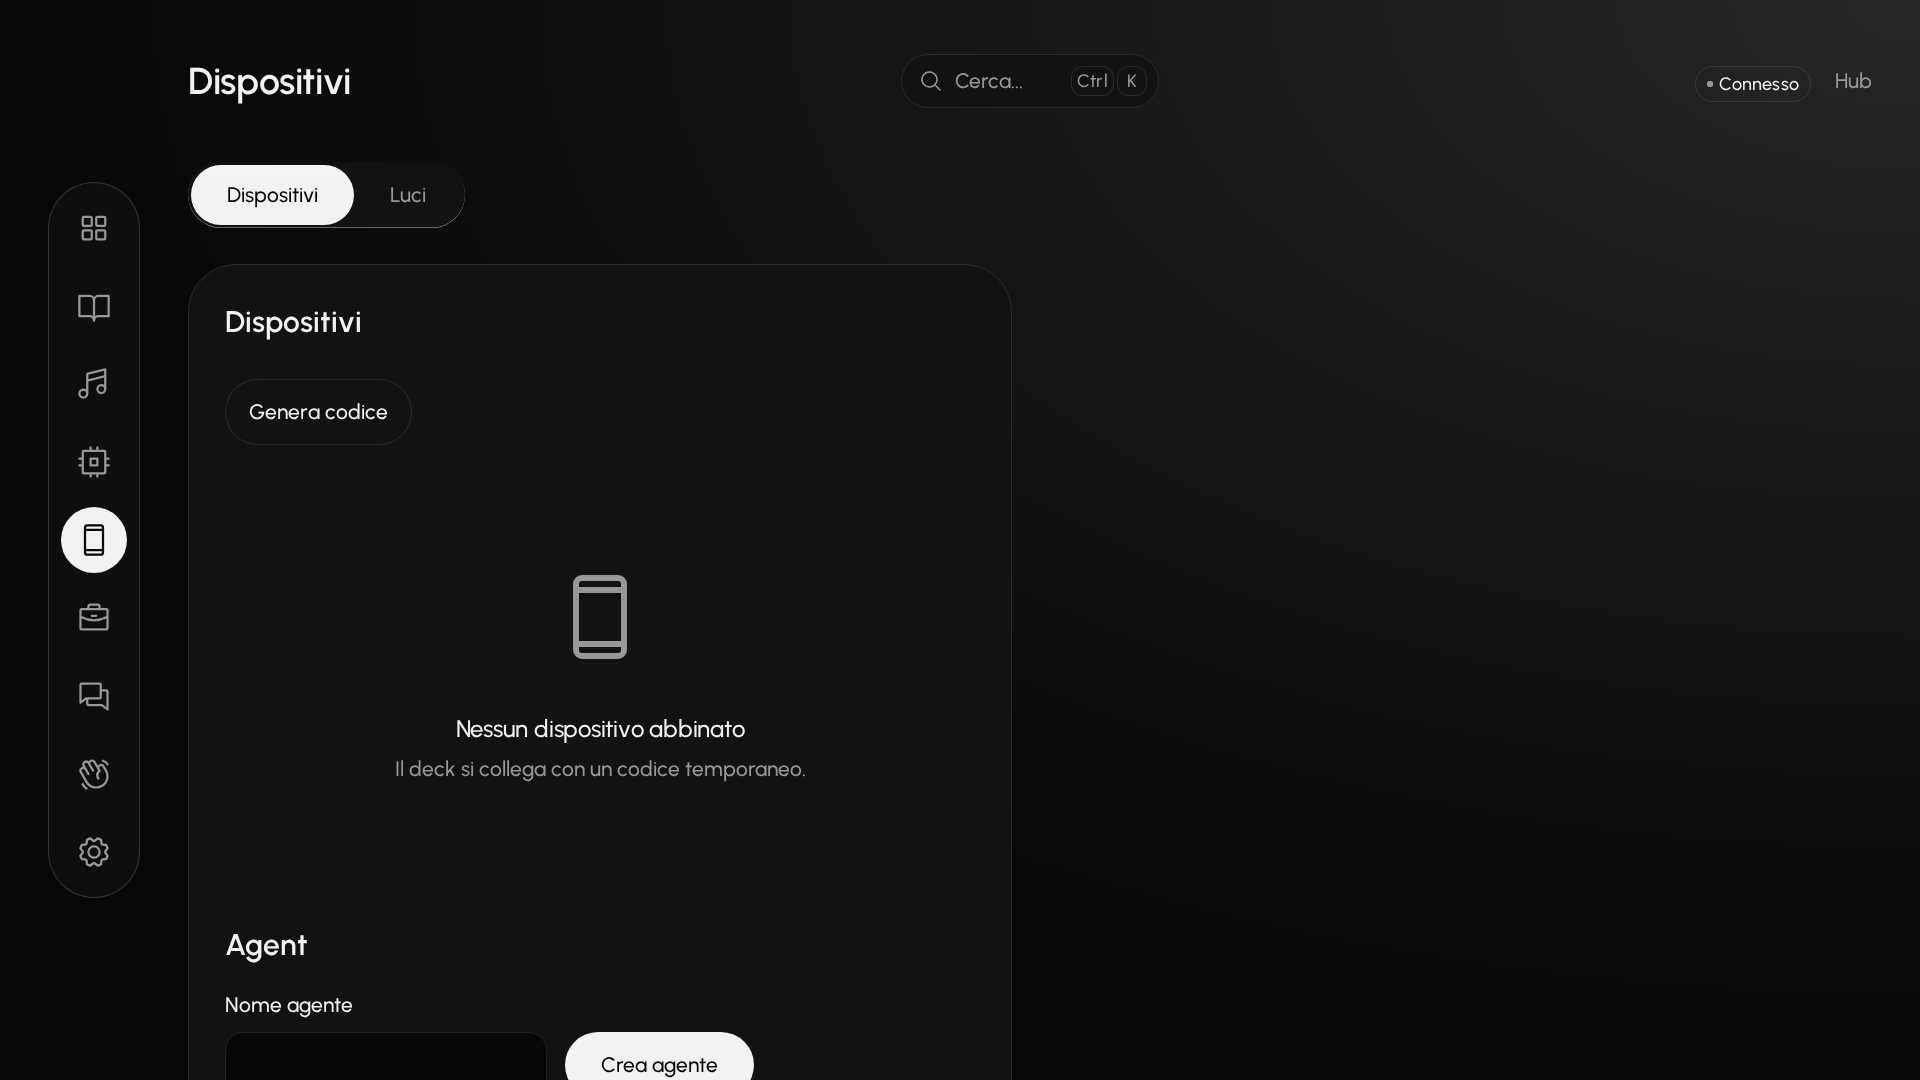 Dispositivi
Cerca...
Ctrl
K
Connesso
Hub
Dispositivi
Luci
Dispositivi
Genera codice
Nessun dispositivo abbinato
Il deck si collega con un codice temporaneo.
Agent
Nome agente
Crea agente